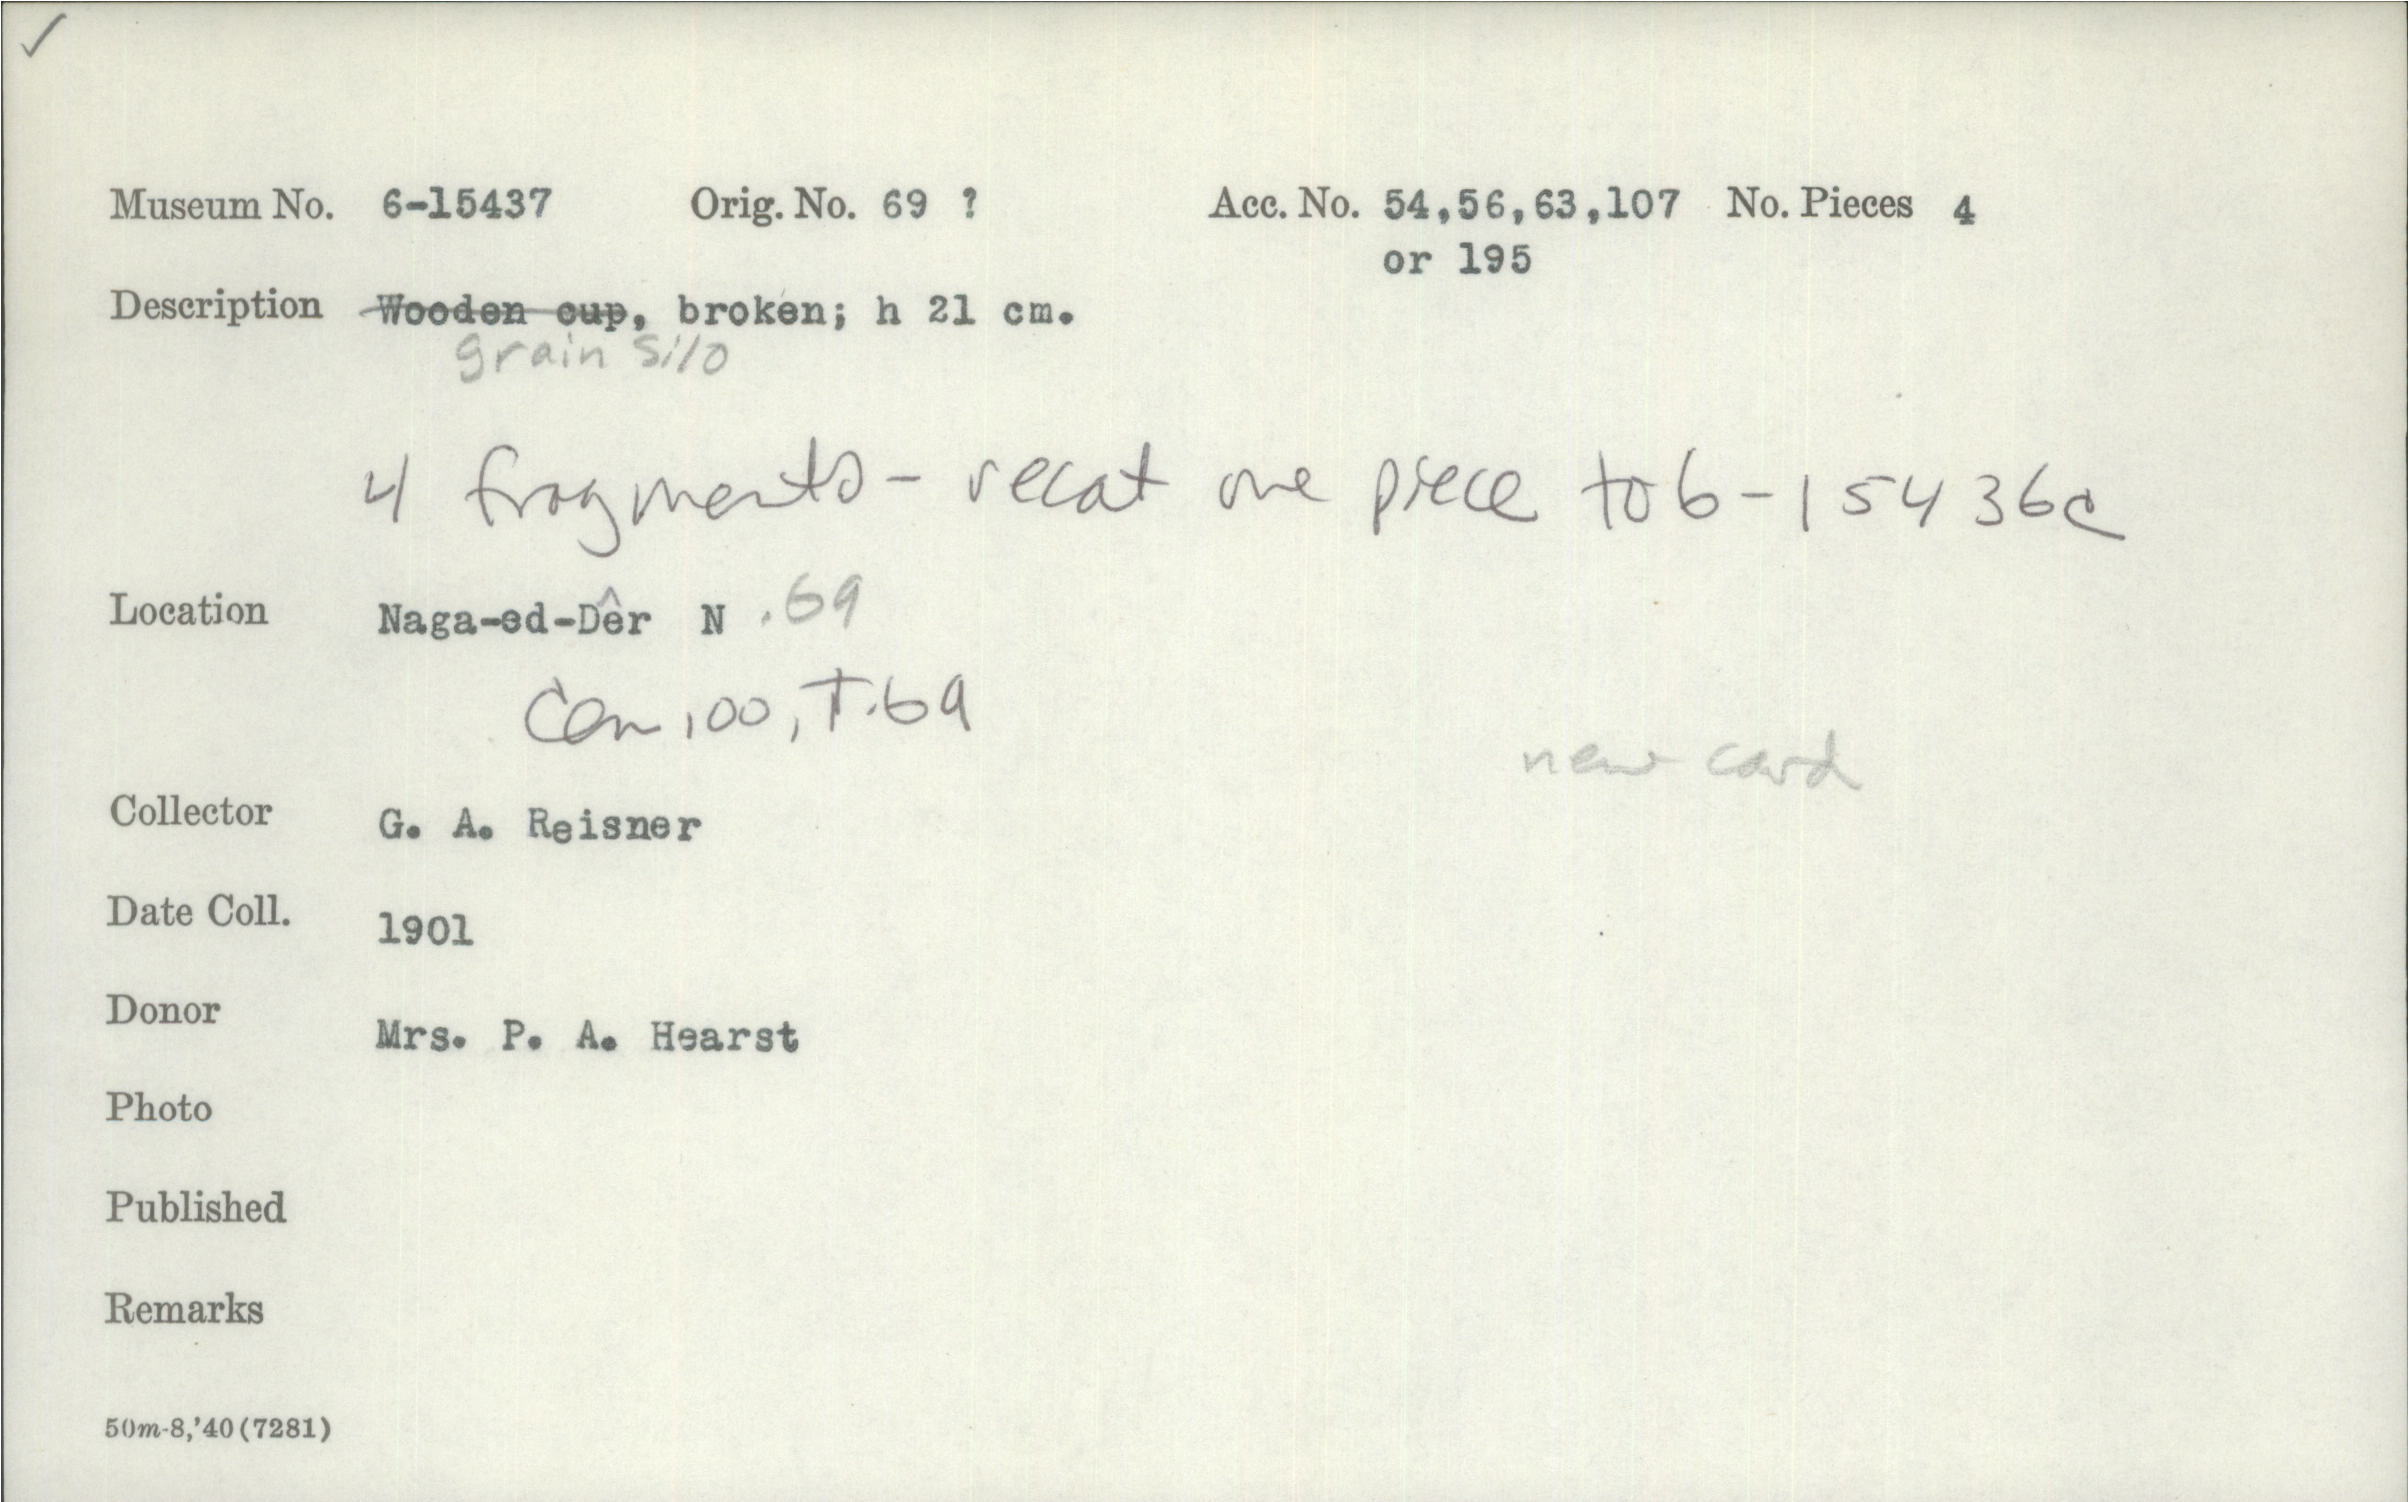 ✓
Museum No. 6-15437 Orig. No. 69 ? Acc. No. 54,56,63,107 No. Pieces 4
or 195
Description Wooden cup, broken; h 21 cm.
grain silo
4 fragments - recat one piece to 6-15436c
Location Naga-ed-Dêr N .69
Cem 100, T.69
new card
Collector G. A. Reisner
Date Coll. 1901
Donor Mrs. P. A. Hearst
Photo
Published
Remarks
50m-8,'40(7281)